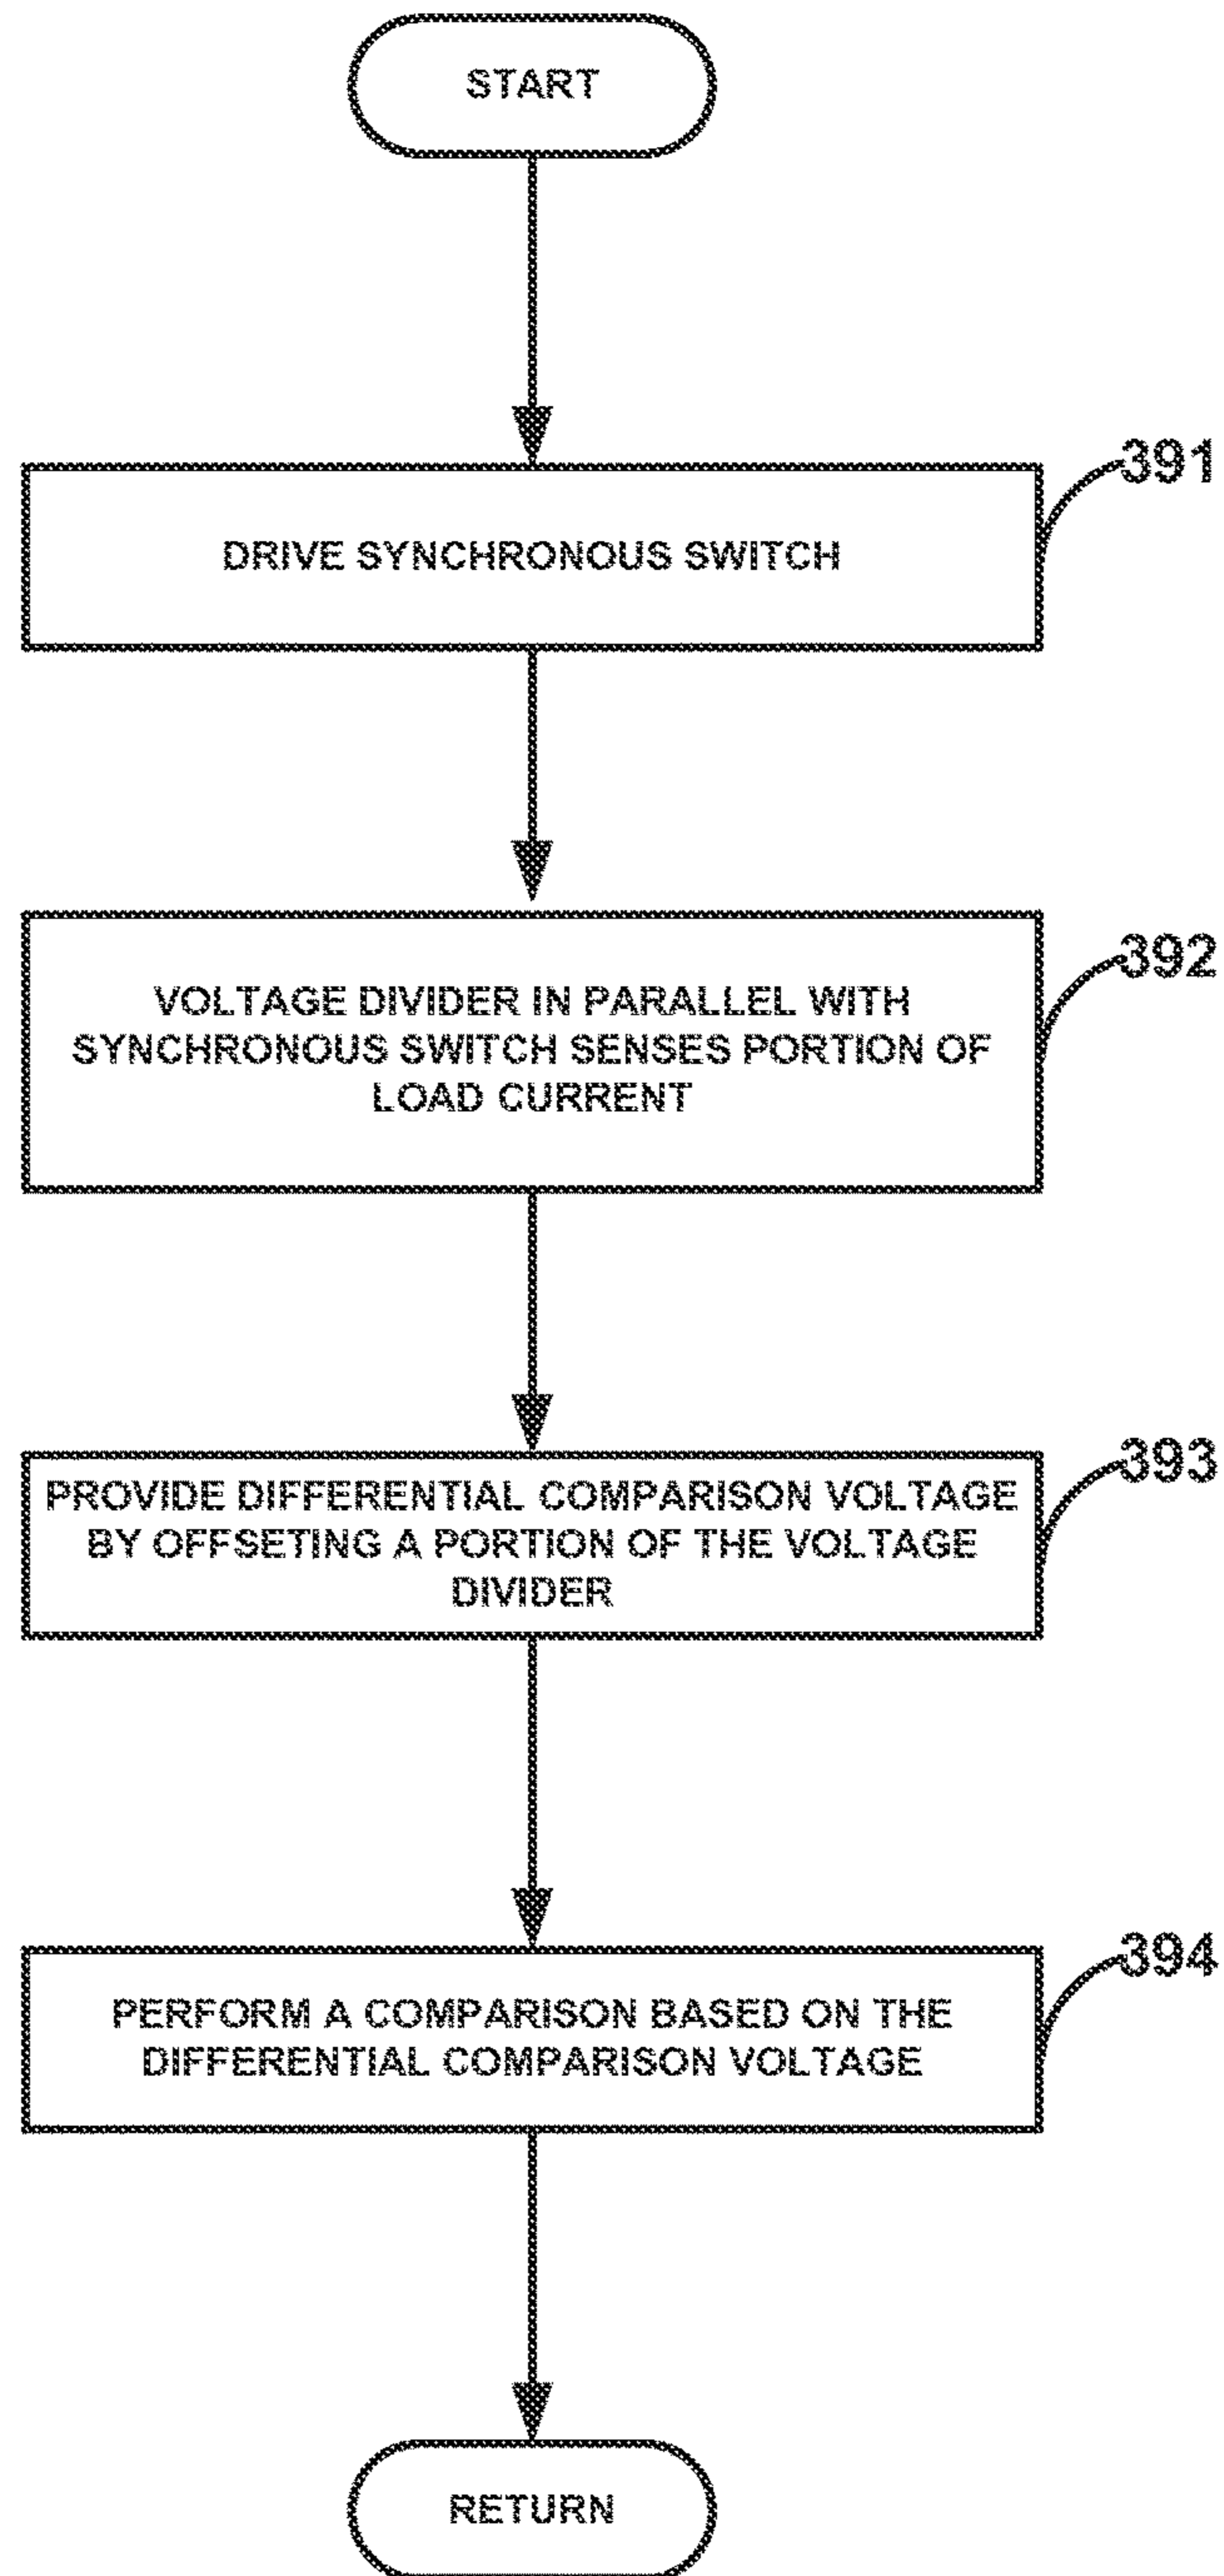 START
391
DRIVE SYNCHRONOUS SWITCH
392
VOLTAGE DIVIDER IN PARALLEL WITH
SYNCHRONOUS SWITCH SENSES PORTION OF
LOAD CURRENT
393
PROVIDE DIFFERENTIAL COMPARISON VOLTAGE
BY OFFSETING A PORTION OF THE VOLTAGE
DIVIDER
394
PERFORM A COMPARISON BASED ON THE
DIFFERENTIAL COMPARISON VOLTAGE
RETURN